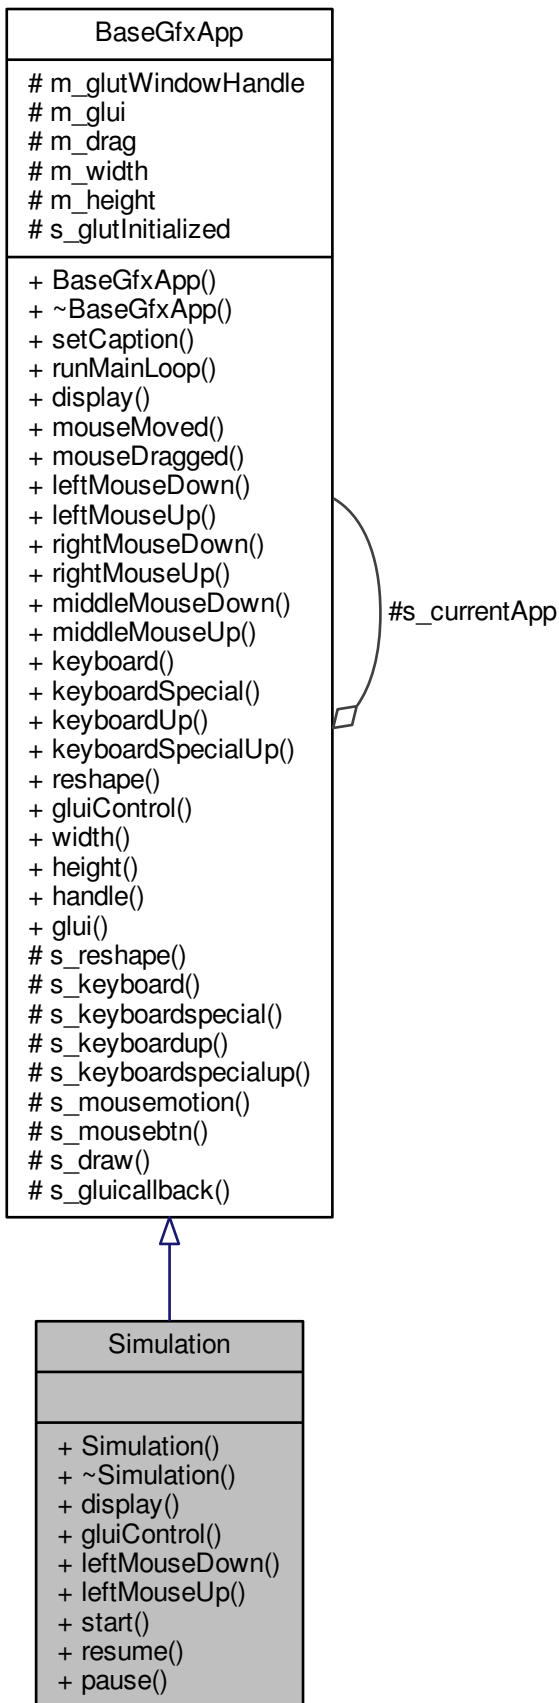 BaseGfxApp
# m_glutWindowHandle
# m_glui
# m_drag
# m_width
# m_height
# s_glutInitialized
+ BaseGfxApp()
+ ~BaseGfxApp()
+ setCaption()
+ runMainLoop()
+ display()
+ mouseMoved()
+ mouseDragged()
+ leftMouseDown()
+ leftMouseUp()
+ rightMouseDown()
+ rightMouseUp()
+ middleMouseDown()
+ middleMouseUp()
+ keyboard()
+ keyboardSpecial()
+ keyboardUp()
+ keyboardSpecialUp()
+ reshape()
+ gluiControl()
+ width()
+ height()
+ handle()
+ glui()
# s_reshape()
# s_keyboard()
# s_keyboardspecial()
# s_keyboardup()
# s_keyboardspecialup()
# s_mousemotion()
# s_mousebtn()
# s_draw()
# s_gluicallback()
#s_currentApp
Simulation
+ Simulation()
+ ~Simulation()
+ display()
+ gluiControl()
+ leftMouseDown()
+ leftMouseUp()
+ start()
+ resume()
+ pause()